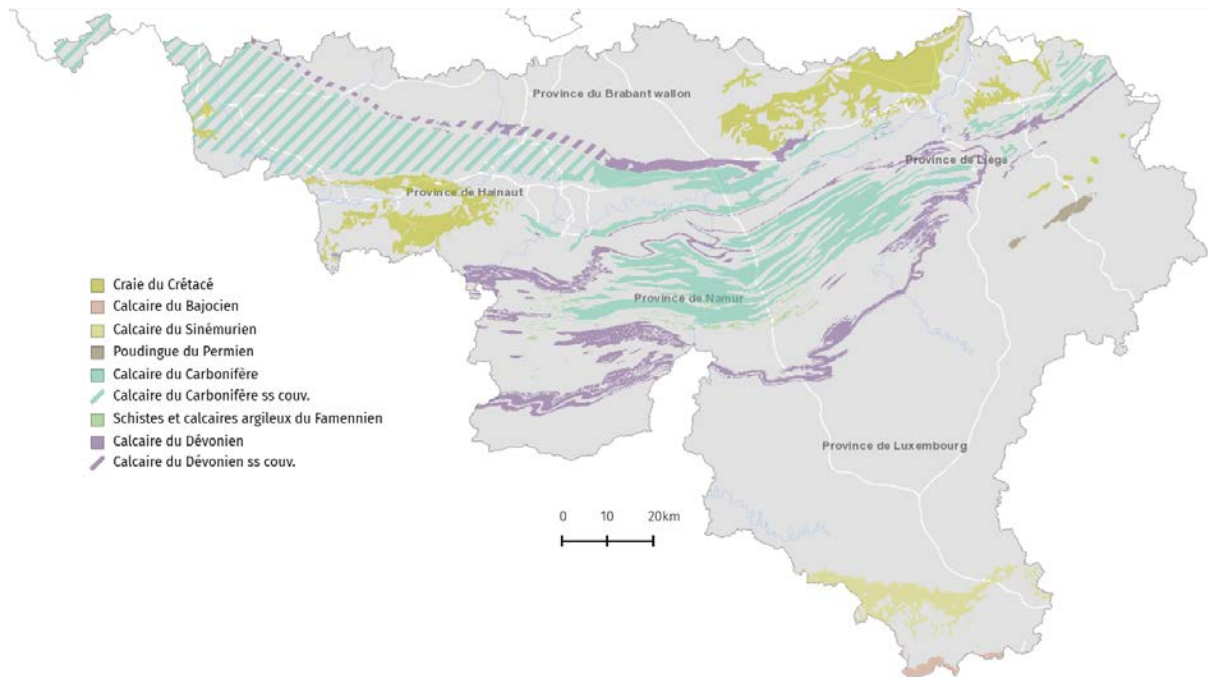 Province du Brabant wallon
Province de Liège
Province de Hainaut
Province de Namur
Province de Luxembourg
Craie du Crétacé
Calcaire du Bajocien
Calcaire du Sinémurien
Poudingue du Permien
Calcaire du Carbonifère
Calcaire du Carbonifère ss couv.
Schistes et calcaires argileux du Famennien
Calcaire du Dévonien
Calcaire du Dévonien ss couv.
0 10 20km